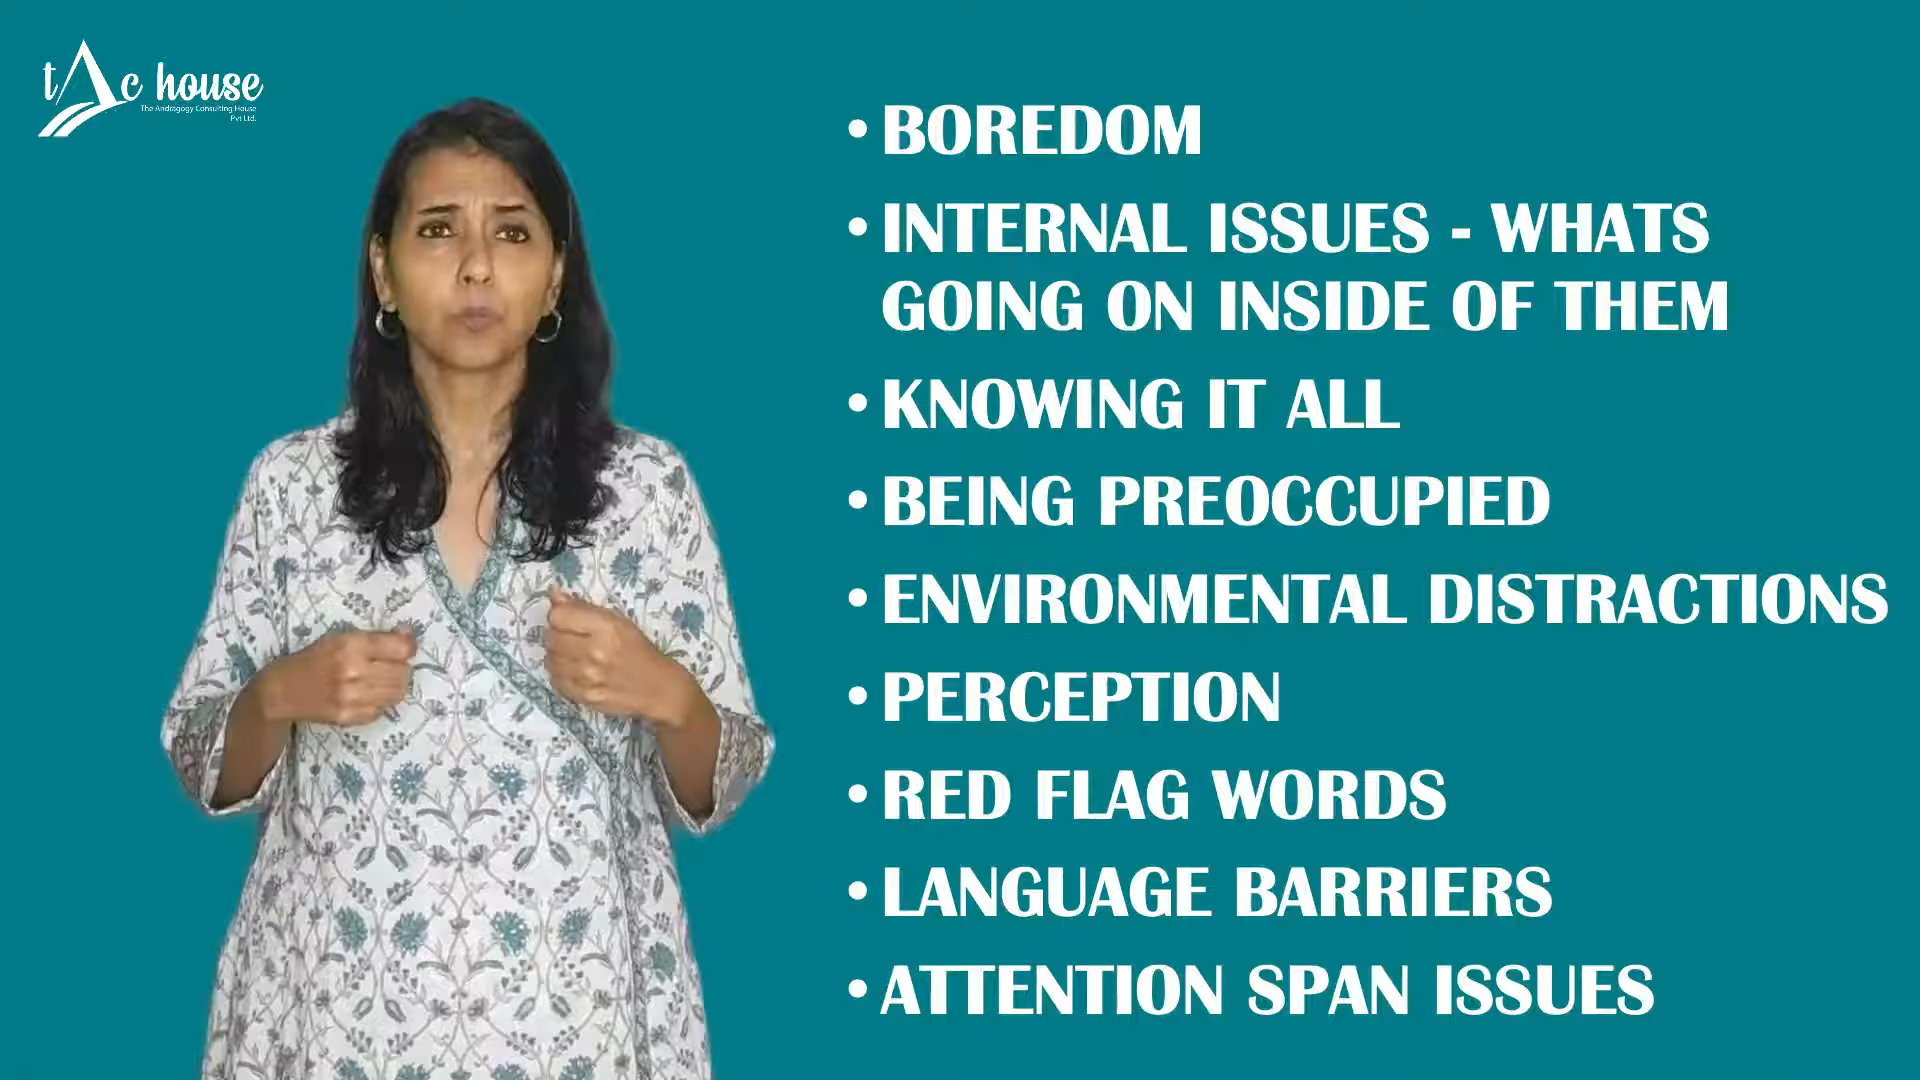 tAc house
The Andragogy Consulting House
Pvt Ltd.
• BOREDOM
• INTERNAL ISSUES - WHATS
GOING ON INSIDE OF THEM
• KNOWING IT ALL
• BEING PREOCCUPIED
• ENVIRONMENTAL DISTRACTIONS
• PERCEPTION
• RED FLAG WORDS
• LANGUAGE BARRIERS
• ATTENTION SPAN ISSUES